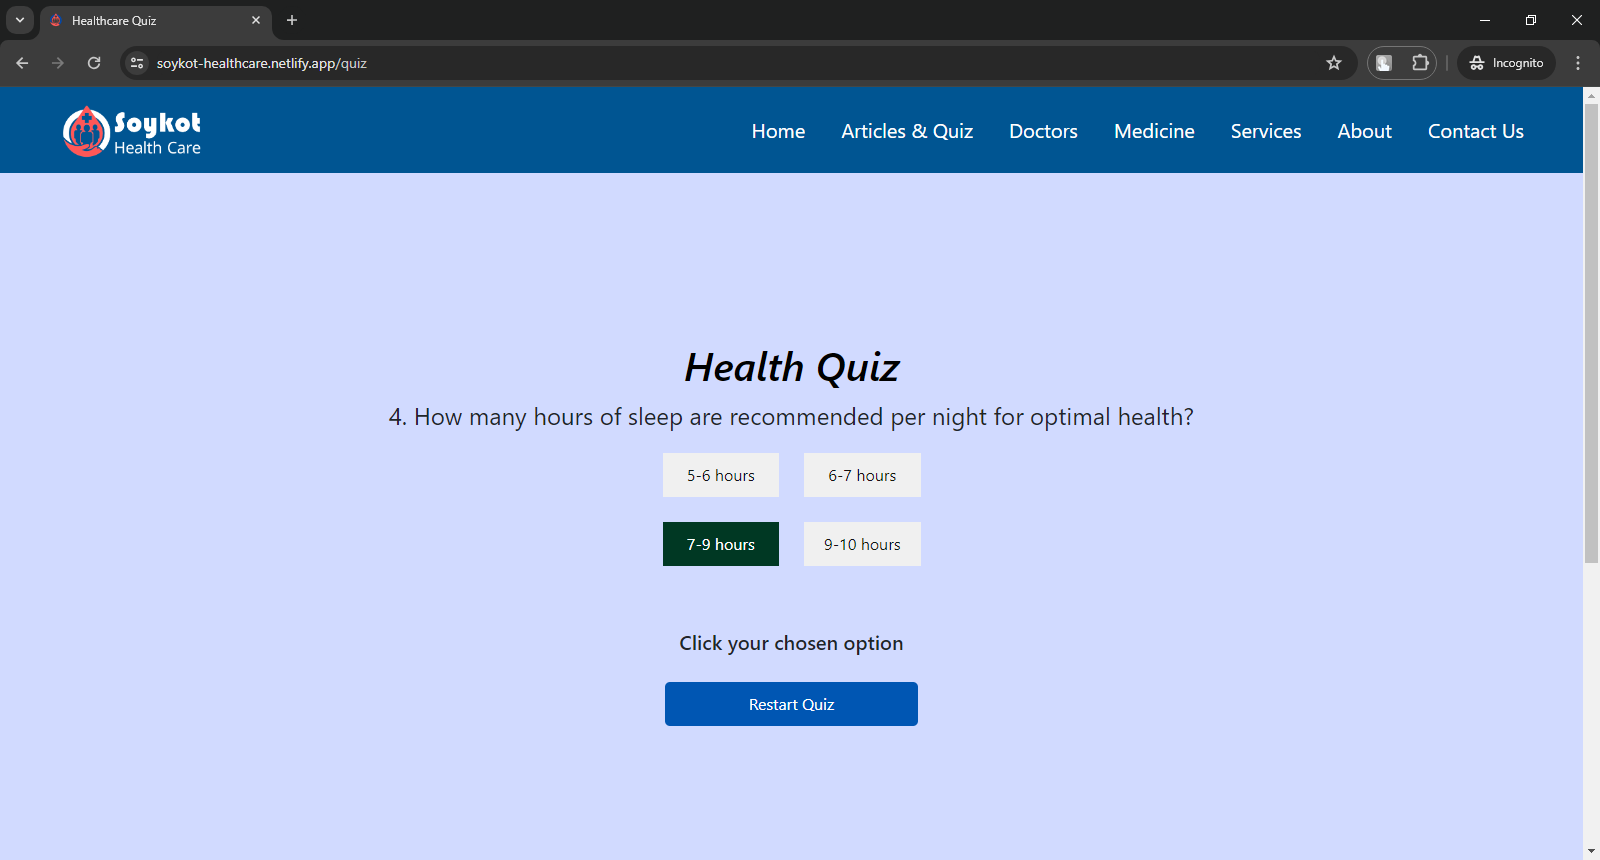 Healthcare Quiz
soykot-healthcare.netlify.app/quiz
Incognito
Soykot
Health Care
Home
Articles & Quiz
Doctors
Medicine
Services
About
Contact Us
Health Quiz
4. How many hours of sleep are recommended per night for optimal health?
5-6 hours
6-7 hours
7-9 hours
9-10 hours
Click your chosen option
Restart Quiz